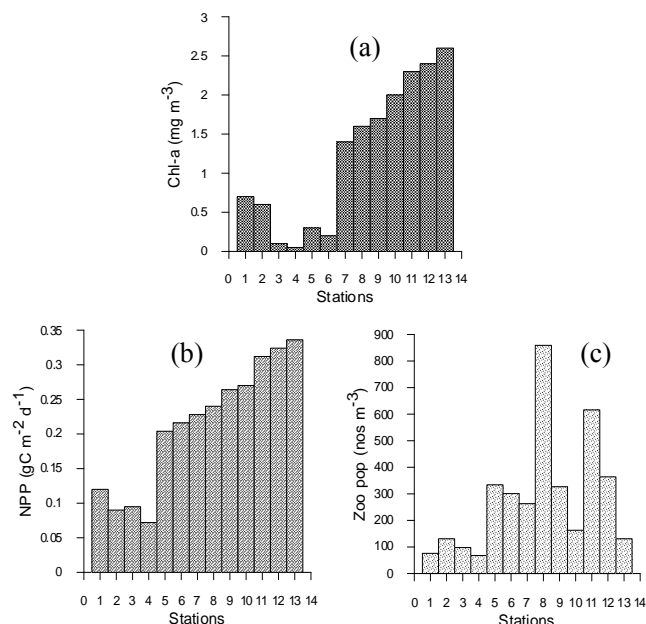 (a)
Chl-a (mg m-3)
3
2.5
2
1.5
1
0.5
0
0 1 2 3 4 5 6 7 8 9 10 11 12 13 14
Stations
(b)
NPP (gC m-2 d-1)
0.35
0.3
0.25
0.2
0.15
0.1
0.05
0
0 1 2 3 4 5 6 7 8 9 10 11 12 13 14
Stations
(c)
Zoo pop (nos m-3)
900
800
700
600
500
400
300
200
100
0
0 1 2 3 4 5 6 7 8 9 10 11 12 13 14
Stations